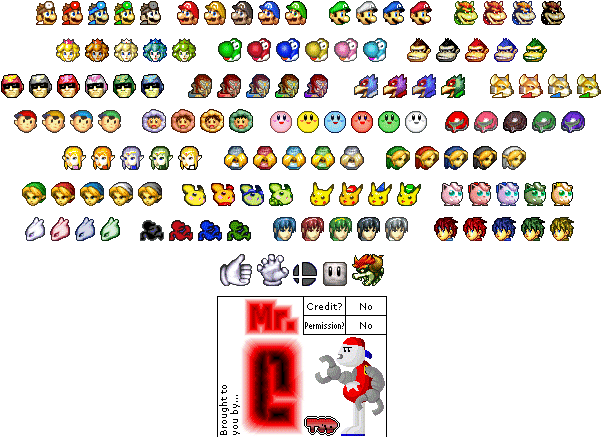 Mr.
C
Credit? No
Permission? No
Brought to
you by...